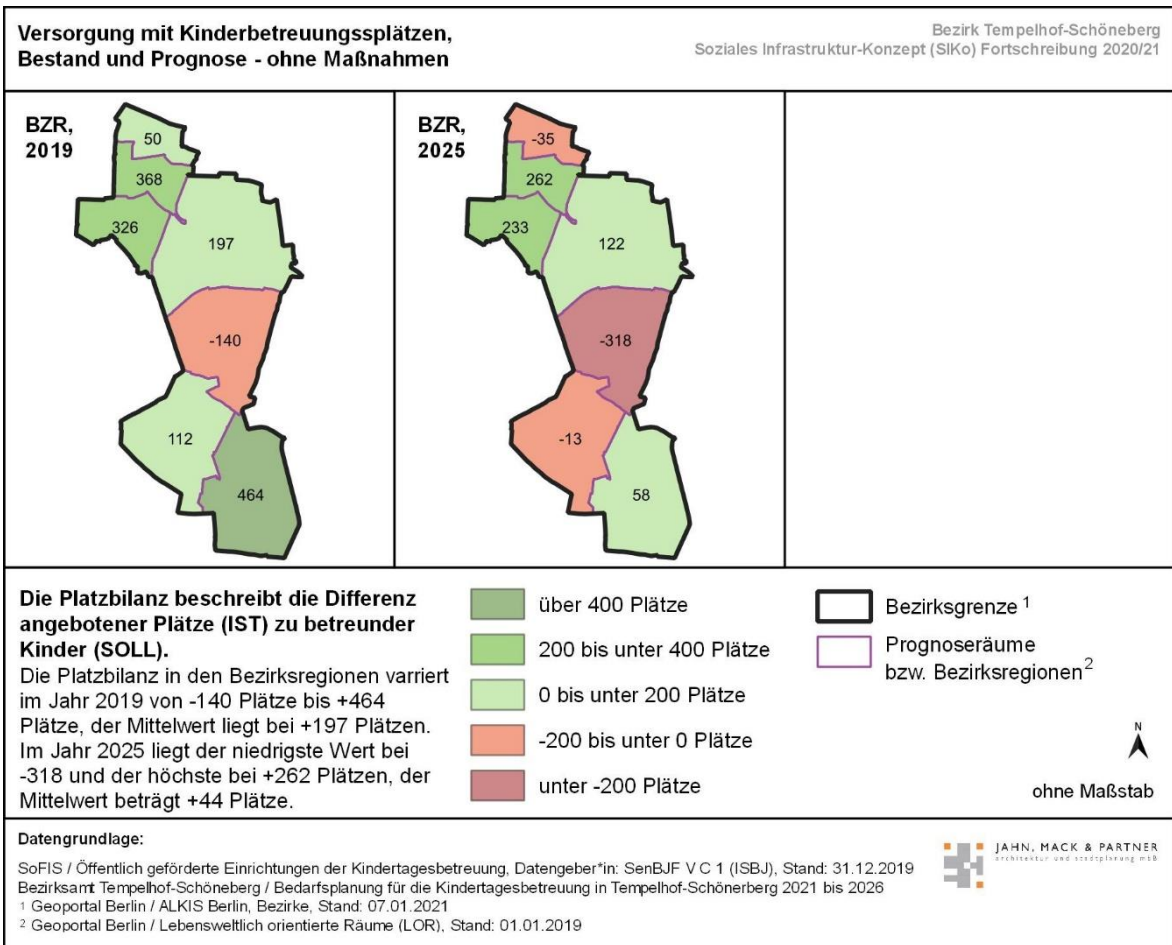 Versorgung mit Kinderbetreuungssplätzen,
Bestand und Prognose - ohne Maßnahmen
Bezirk Tempelhof-Schöneberg
Soziales Infrastruktur-Konzept (SIKo) Fortschreibung 2020/21
BZR,
2019
50
368
326
197
-140
112
464
BZR,
2025
-35
262
233
122
-318
-13
58
Die Platzbilanz beschreibt die Differenz
angebotener Plätze (IST) zu betreunder
Kinder (SOLL).
Die Platzbilanz in den Bezirksregionen varriert
im Jahr 2019 von -140 Plätze bis +464
Plätze, der Mittelwert liegt bei +197 Plätzen.
Im Jahr 2025 liegt der niedrigste Wert bei
-318 und der höchste bei +262 Plätzen, der
Mittelwert beträgt +44 Plätze.
über 400 Plätze
200 bis unter 400 Plätze
0 bis unter 200 Plätze
-200 bis unter 0 Plätze
unter -200 Plätze
Bezirksgrenze ¹
Prognoseräume
bzw. Bezirksregionen ²
N
ohne Maßstab
Datengrundlage:
SoFIS / Öffentlich geförderte Einrichtungen der Kindertagesbetreuung, Datengeber*in: SenBJF V C 1 (ISBJ), Stand: 31.12.2019
Bezirksamt Tempelhof-Schöneberg / Bedarfsplanung für die Kindertagesbetreuung in Tempelhof-Schönerberg 2021 bis 2026
¹ Geoportal Berlin / ALKIS Berlin, Bezirke, Stand: 07.01.2021
² Geoportal Berlin / Lebensweltlich orientierte Räume (LOR), Stand: 01.01.2019
JAHN, MACK & PARTNER
architektur und stadtplanung mbB